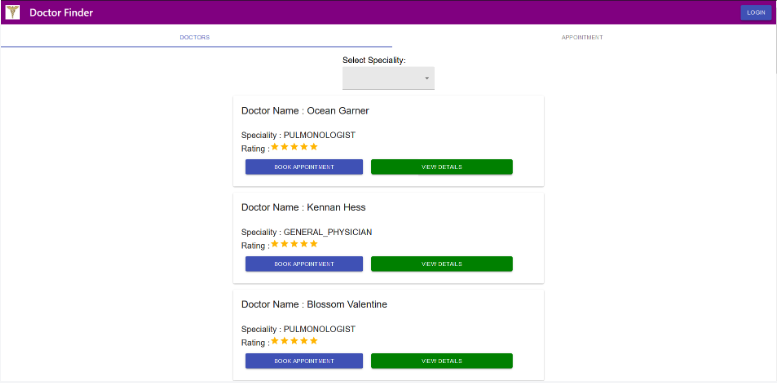 Doctor Finder
LOGIN
DOCTORS
APPOINTMENT
Select Speciality:
Doctor Name : Ocean Garner
Speciality : PULMONOLOGIST
Rating :
BOOK APPOINTMENT
VIEW DETAILS
Doctor Name : Kennan Hess
Speciality : GENERAL_PHYSICIAN
Rating :
BOOK APPOINTMENT
VIEW DETAILS
Doctor Name : Blossom Valentine
Speciality : PULMONOLOGIST
Rating :
BOOK APPOINTMENT
VIEW DETAILS